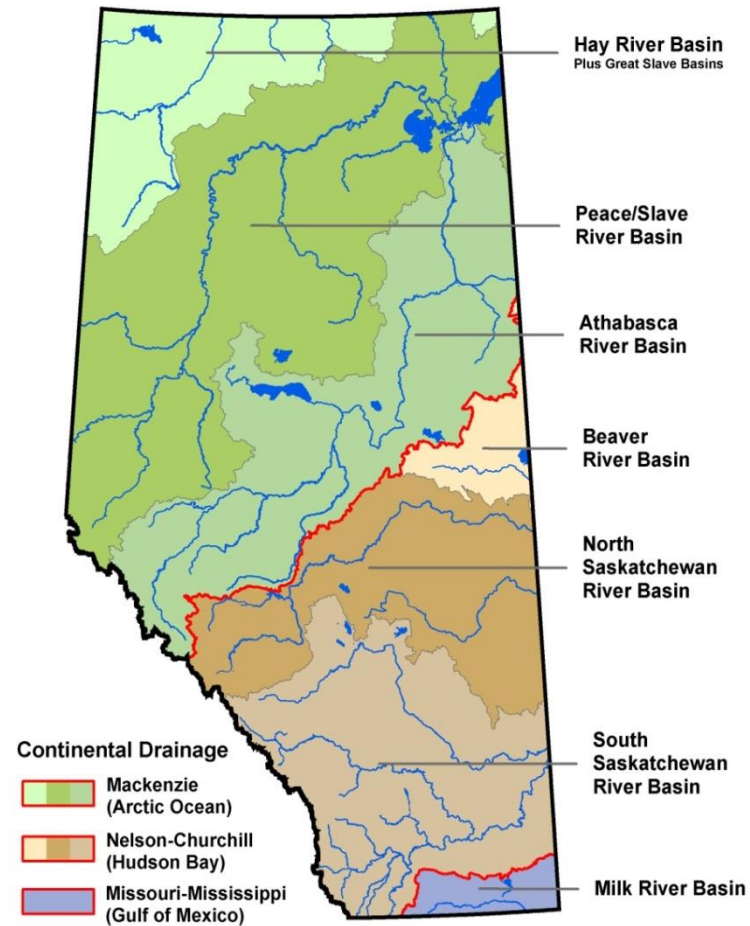 Hay River Basin
Plus Great Slave Basins
Peace/Slave
River Basin
Athabasca
River Basin
Beaver
River Basin
North
Saskatchewan
River Basin
South
Saskatchewan
River Basin
Milk River Basin
Continental Drainage
Mackenzie
(Arctic Ocean)
Nelson-Churchill
(Hudson Bay)
Missouri-Mississippi
(Gulf of Mexico)